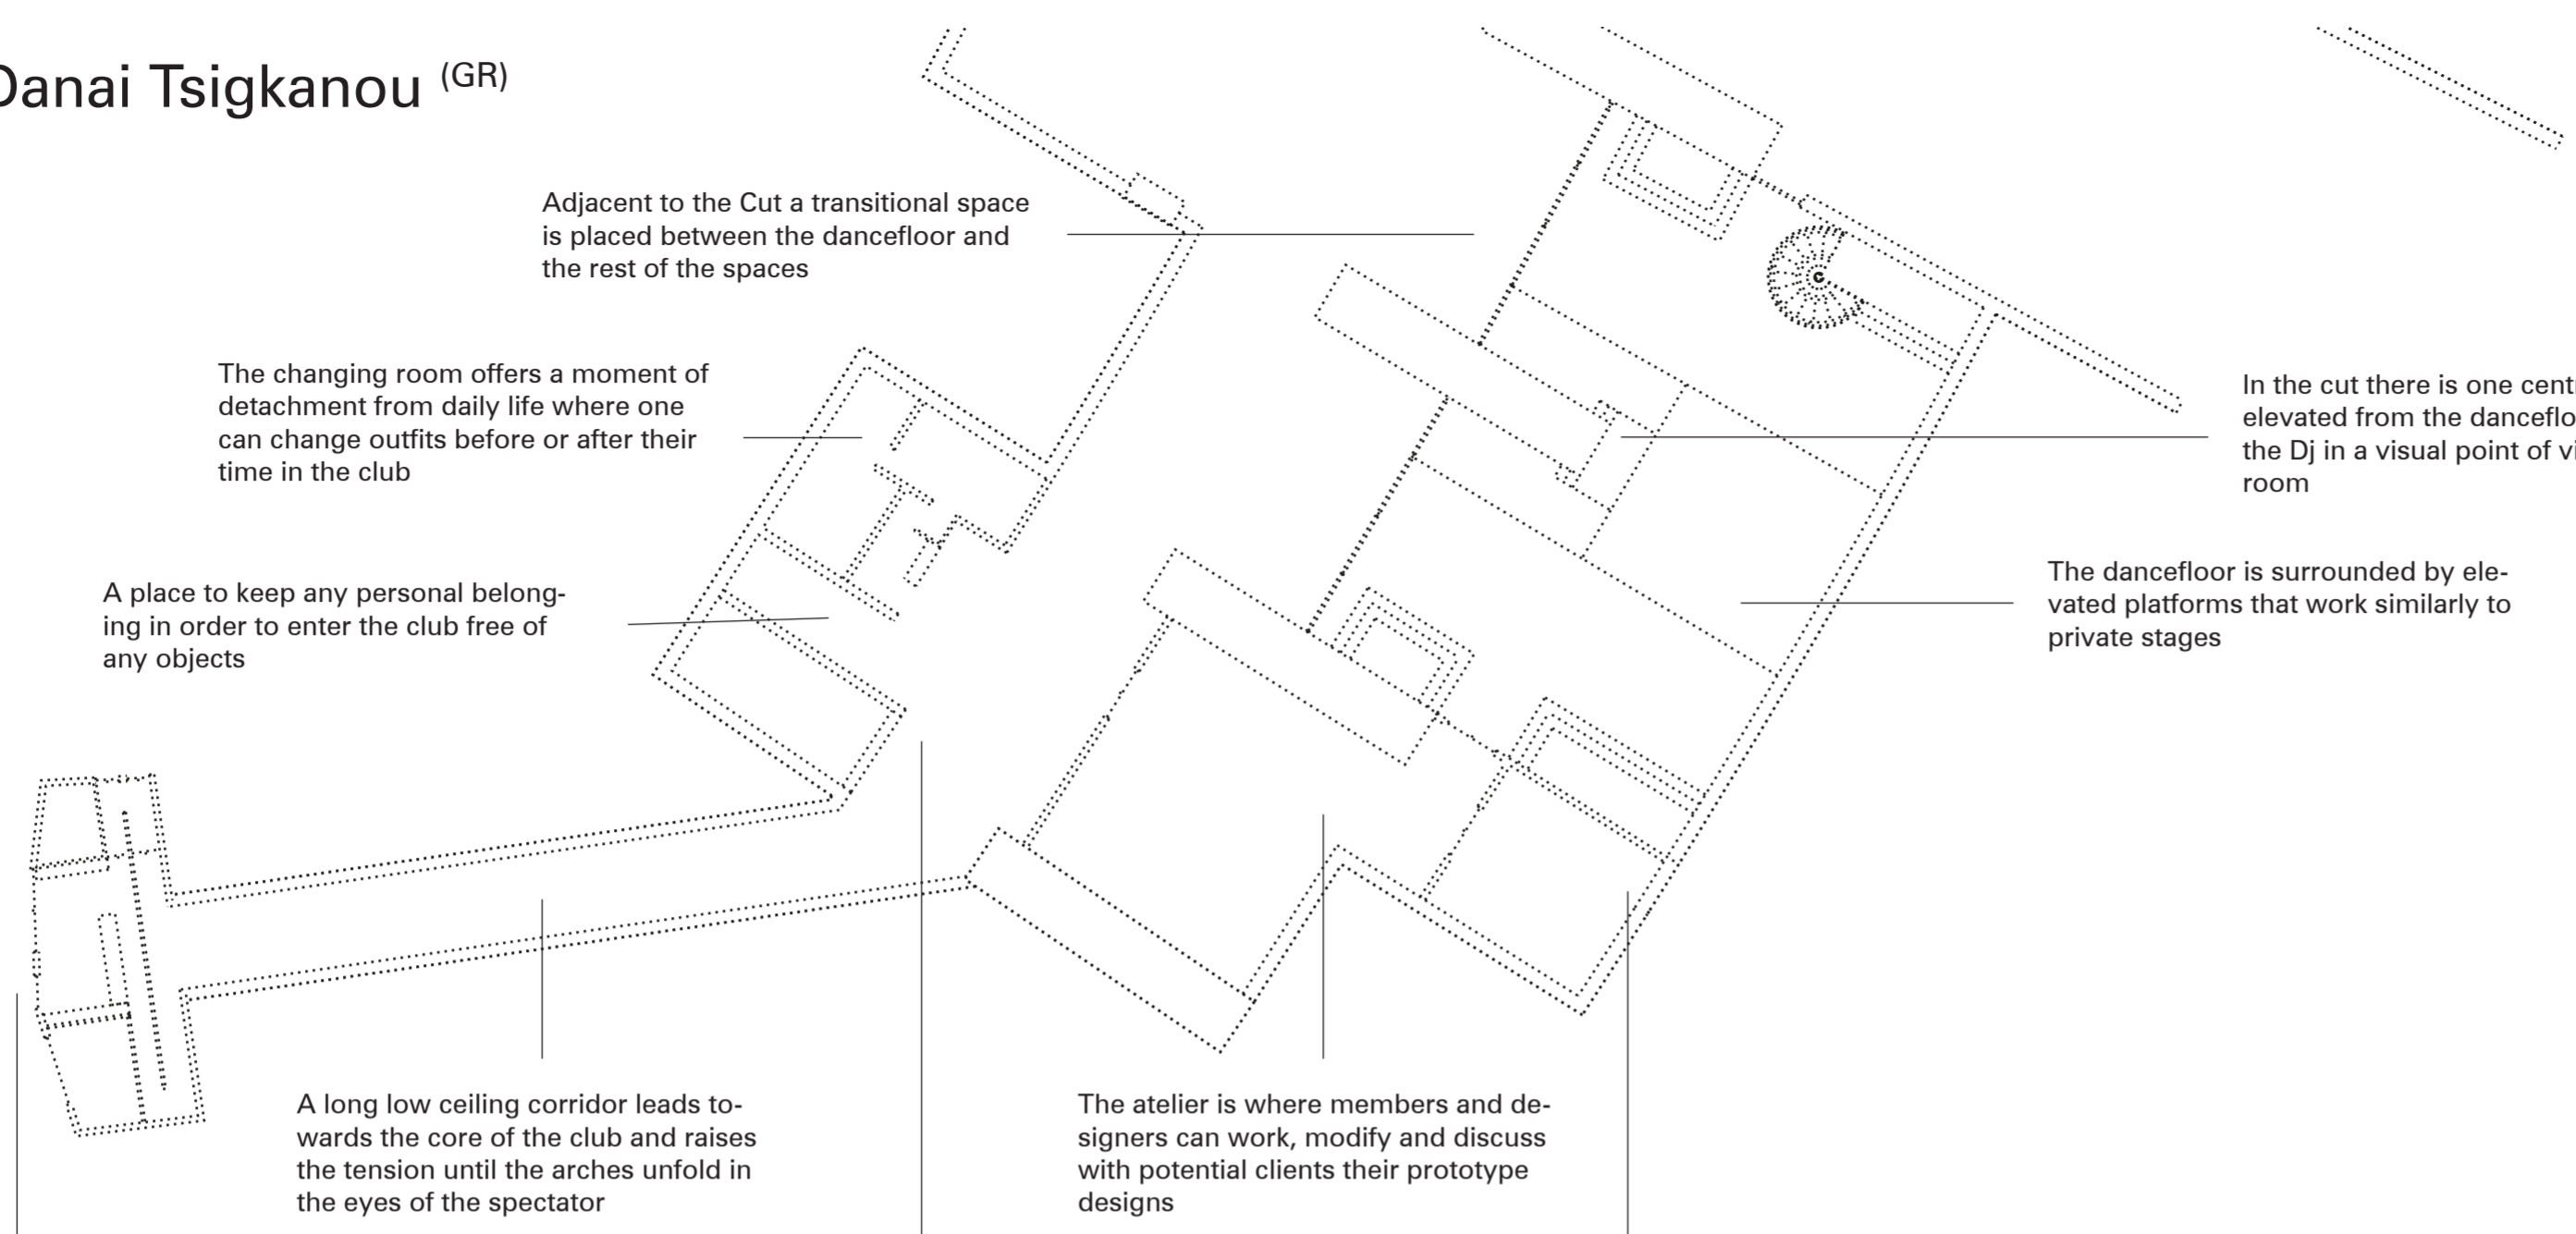 Danai Tsigkanou (GR)
Adjacent to the Cut a transitional space
is placed between the dancefloor and
the rest of the spaces
The changing room offers a moment of
detachment from daily life where one
can change outfits before or after their
time in the club
In the cut there is one
elevated from the
the Dj in a visual point of
room
A place to keep any personal belong-
ing in order to enter the club free of
any objects
The dancefloor is surrounded by ele-
vated platforms that work similarly to
private stages
A long low ceiling corridor leads to-
wards the core of the club and raises
the tension until the arches unfold in
the eyes of the spectator
The atelier is where members and de-
signers can work, modify and discuss
with potential clients their prototype
designs